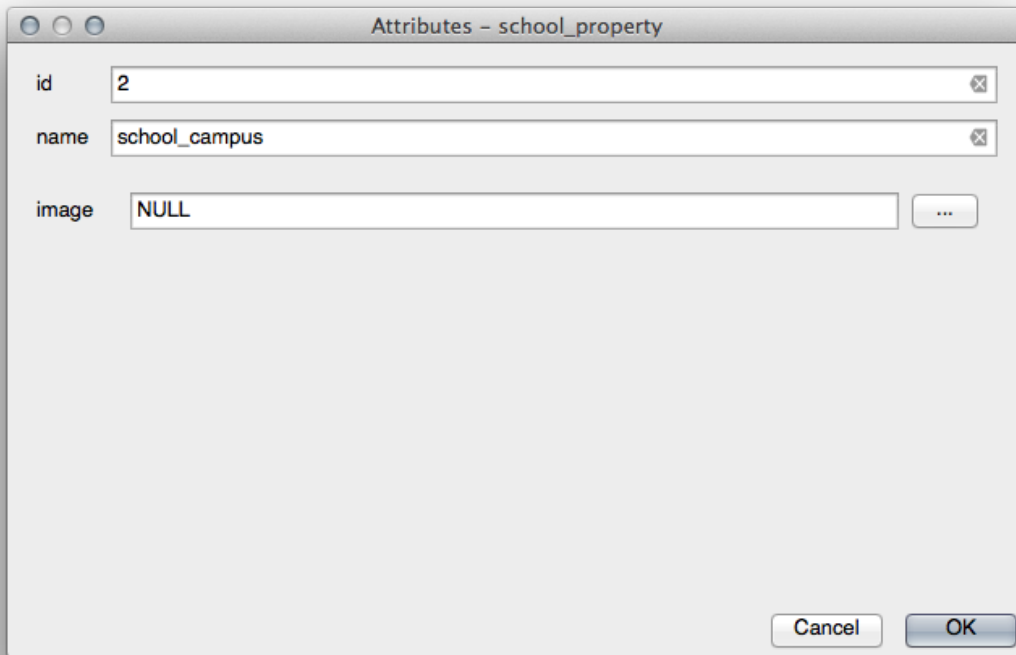 Attributes – school_property
id 2
name school_campus
image NULL ...
Cancel OK